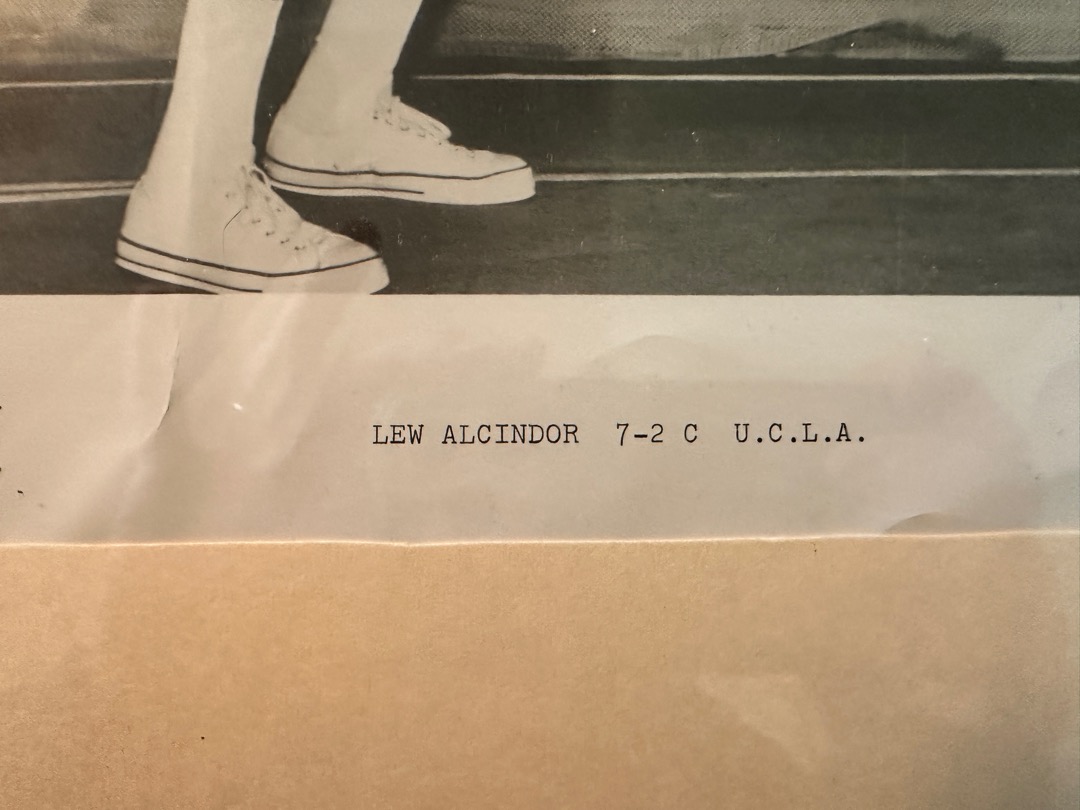 LEW ALCINDOR  7-2 C  U.C.L.A.